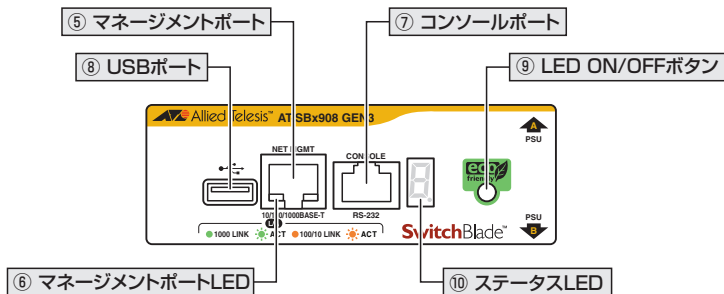 ⑤ マネージメントポート
⑦ コンソールポート
⑧ USBポート
⑨ LED ON/OFFボタン
Allied Telesis™ AT-SBx908 GEN3
NET MGMT
CONSOLE
A
PSU
eco friendly
10/100/1000BASE-T
RS-232
L/A
1000 LINK ACT 100/10 LINK ACT
SwitchBlade™
PSU
B
⑥ マネージメントポートLED
⑩ ステータスLED